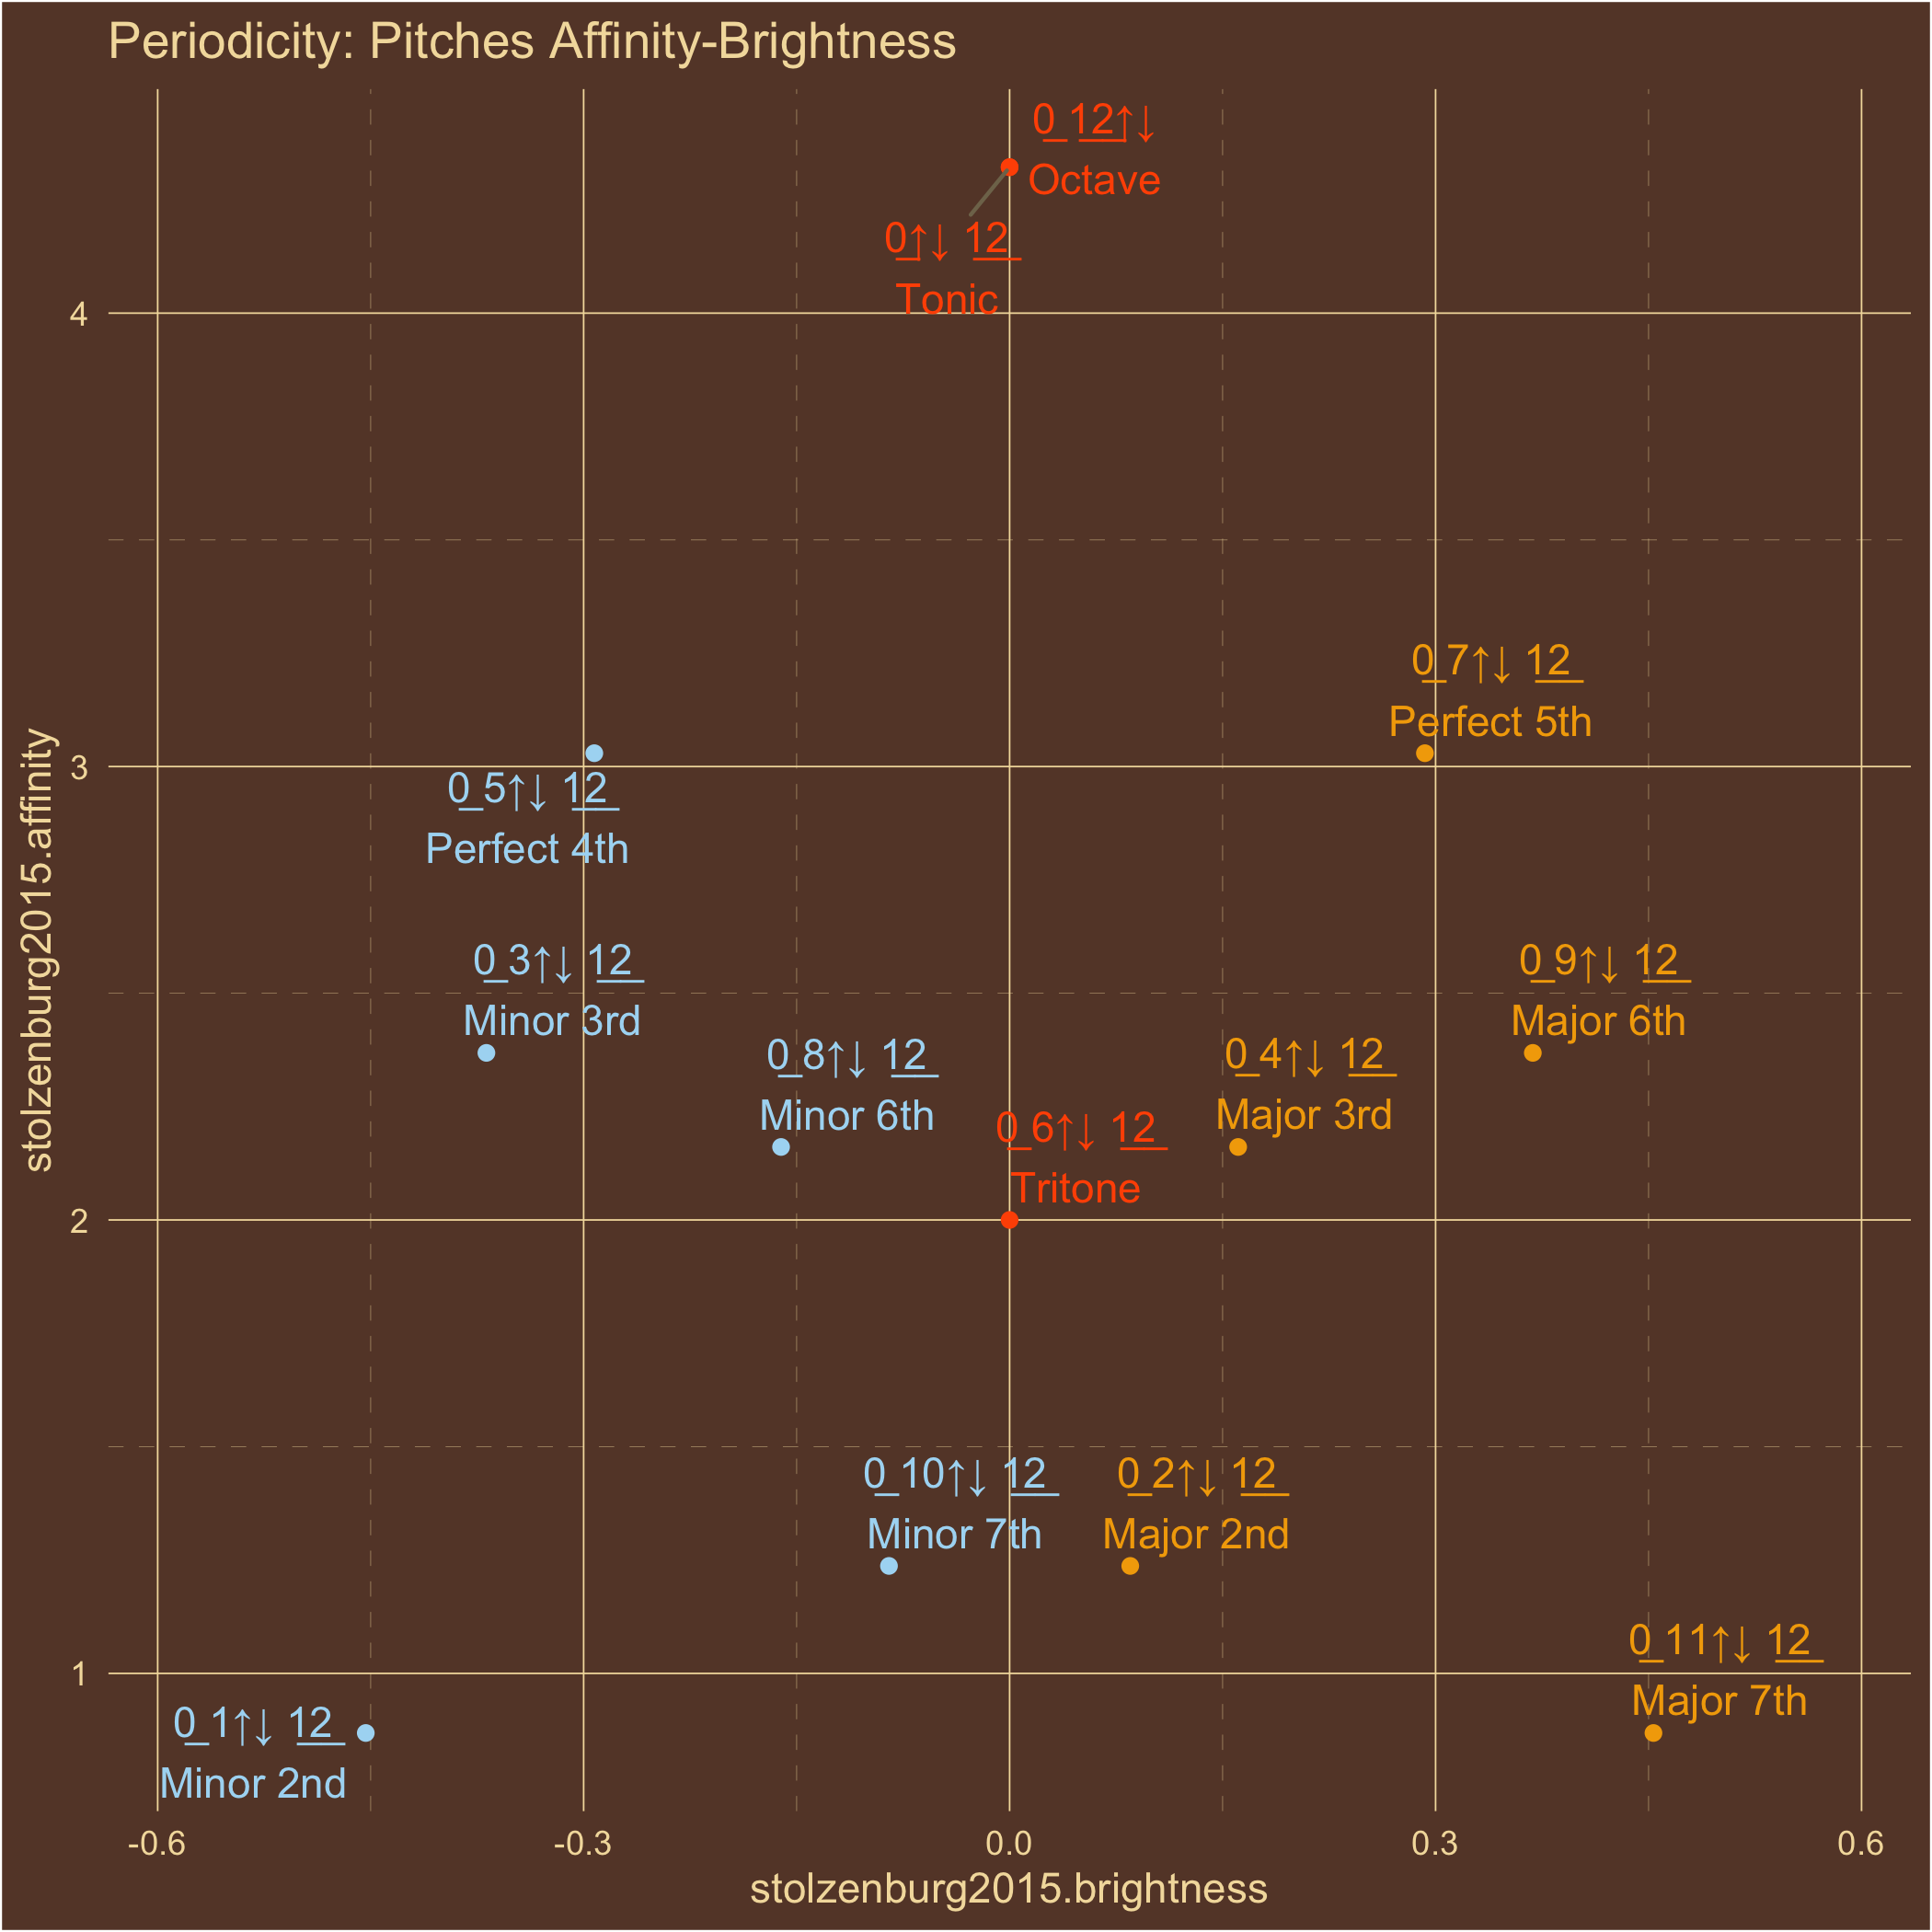 Periodicity: Pitches Affinity-Brightness
0 12↑↓
Octave
0↑↓ 12
Tonic
4
0 7↑↓ 12
Perfect 5th
3
0 5↑↓ 12
Perfect 4th
0 3↑↓ 12
Minor 3rd
0 9↑↓ 12
Major 6th
0 8↑↓ 12
Minor 6th
0 4↑↓ 12
Major 3rd
0 6↑↓ 12
Tritone
2
0 10↑↓ 12
Minor 7th
0 2↑↓ 12
Major 2nd
0 11↑↓ 12
Major 7th
1
0 1↑↓ 12
Minor 2nd
stolzenburg2015.affinity
-0.6 -0.3 0.0 0.3 0.6
stolzenburg2015.brightness